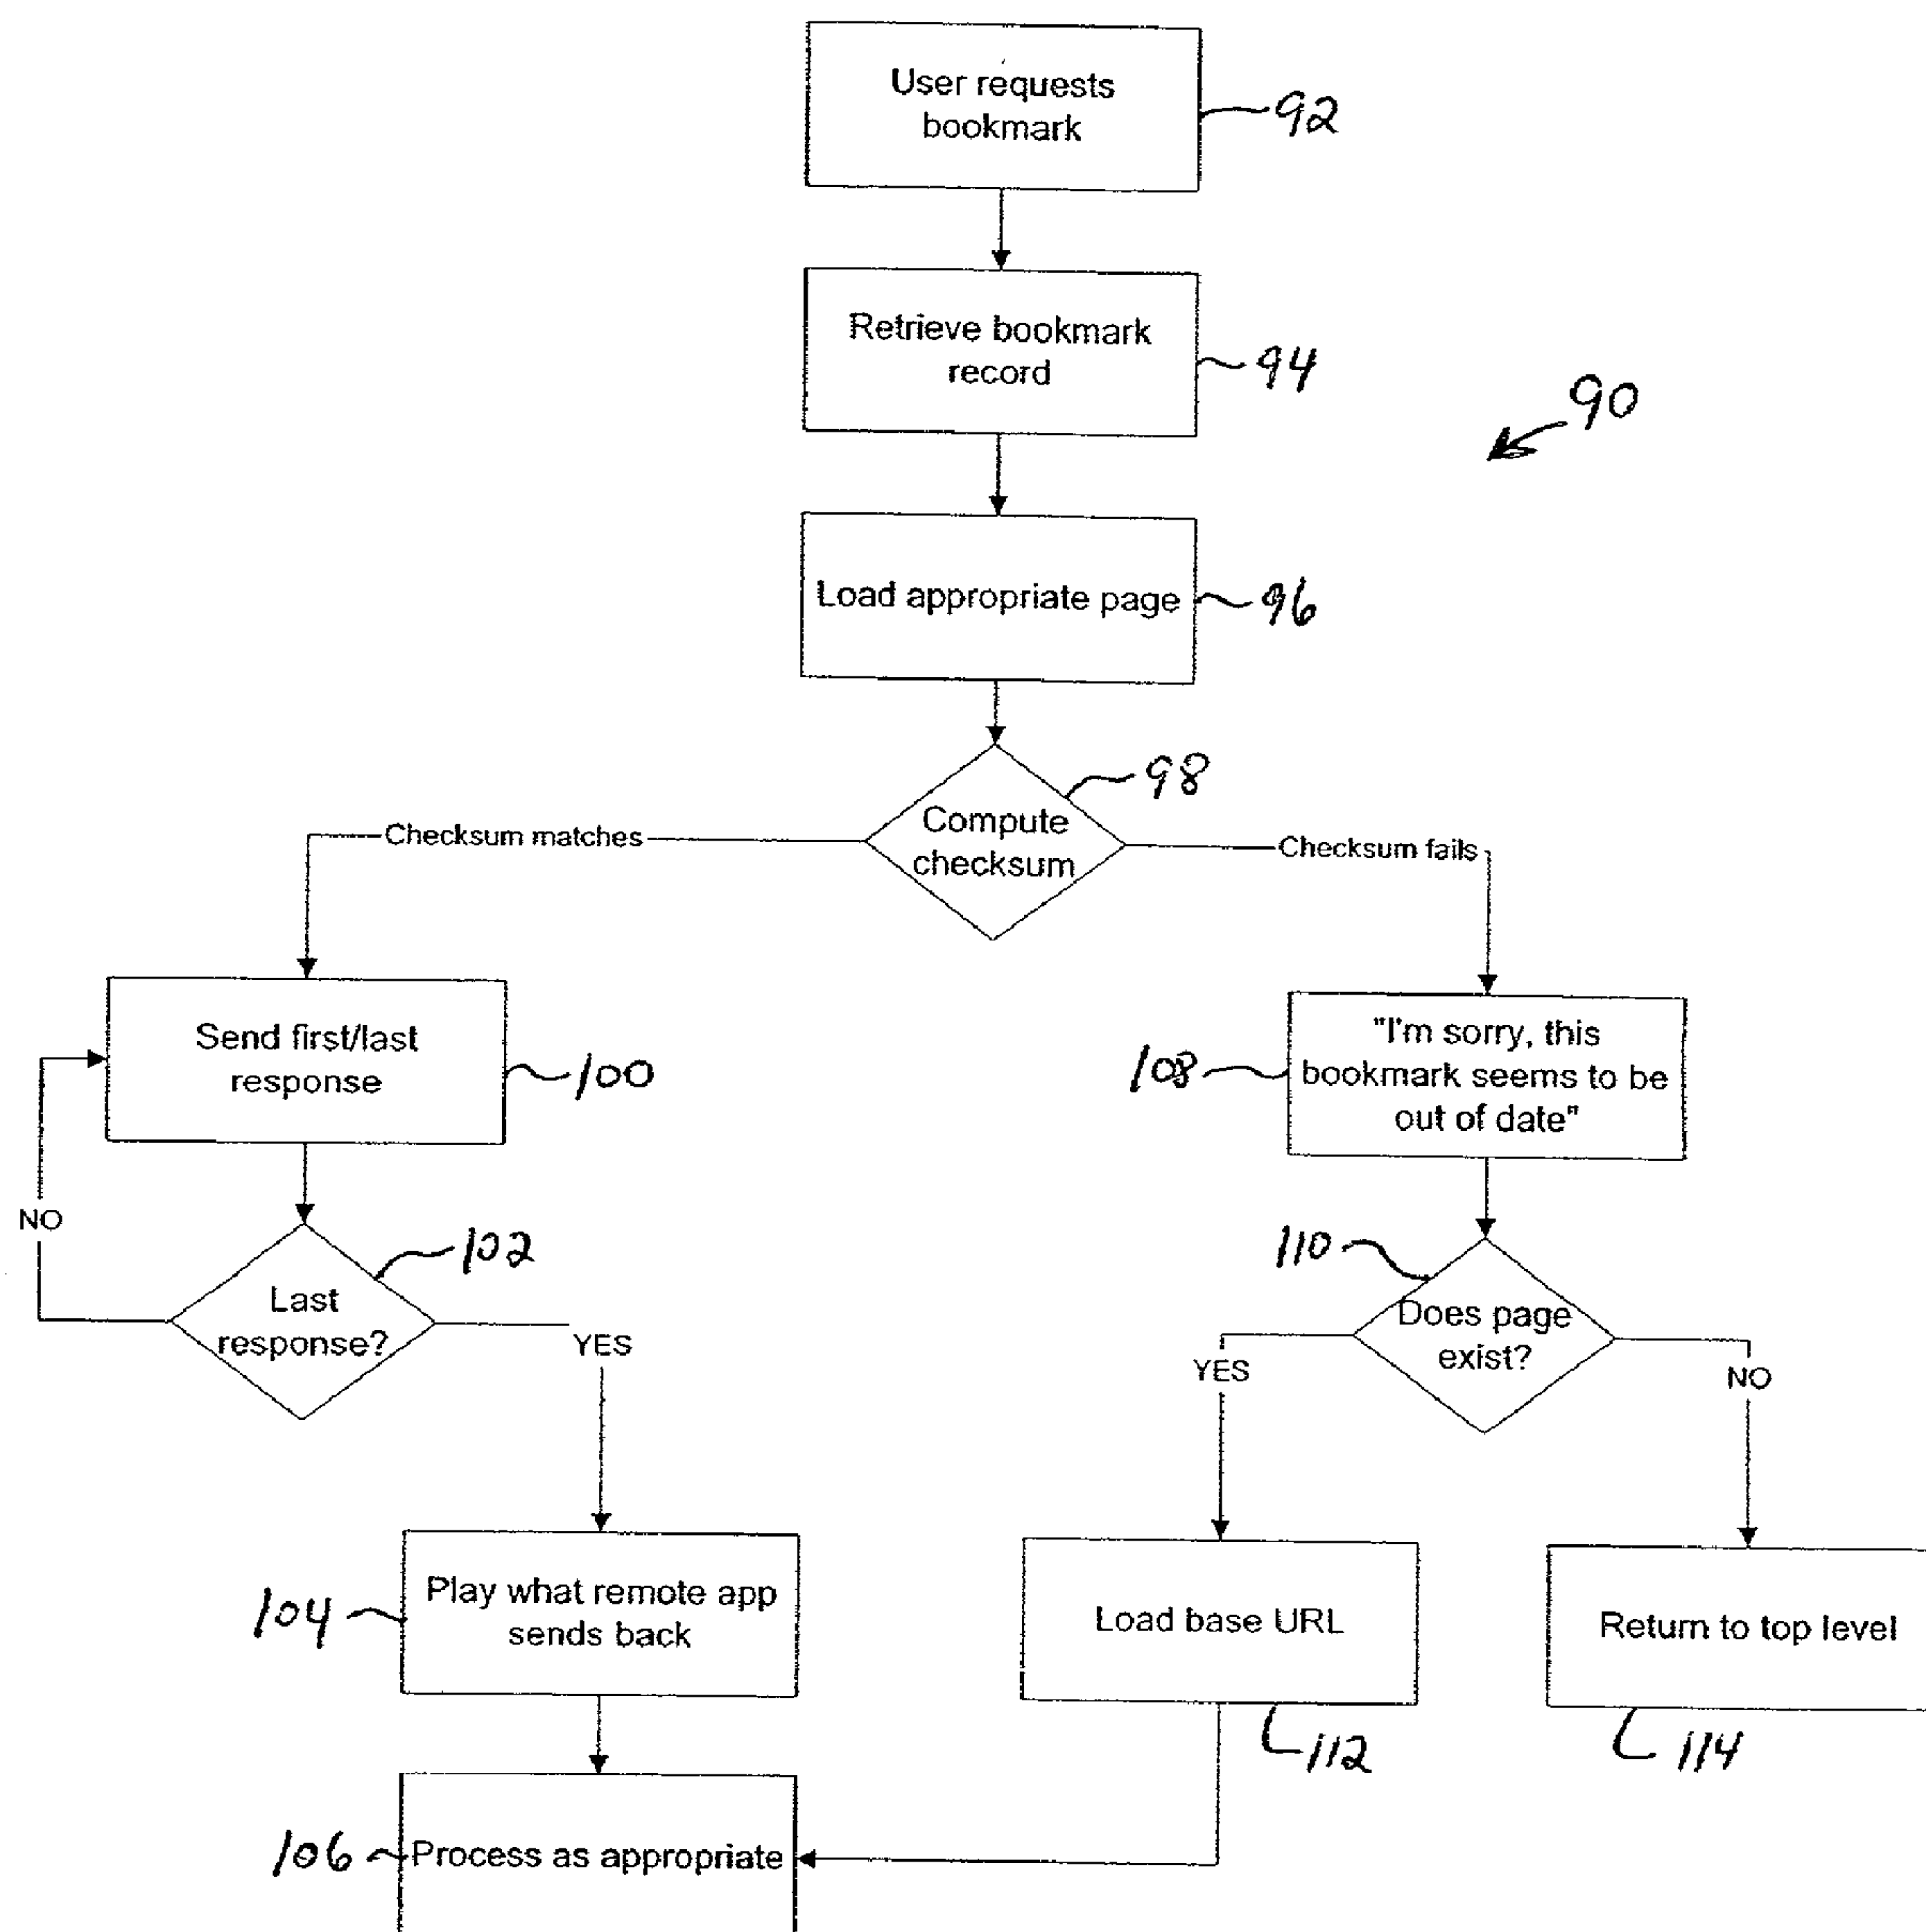 User requests
bookmark
92
Retrieve bookmark
record
94
90
Load appropriate page
96
98
Compute
checksum
Checksum matches
Checksum fails
Send first/last
response
100
108
"I'm sorry, this
bookmark seems to be
out of date"
NO
102
Last
response?
YES
110
Does page
exist?
YES
NO
104
Play what remote app
sends back
Load base URL
112
Return to top level
114
106
Process as appropriate